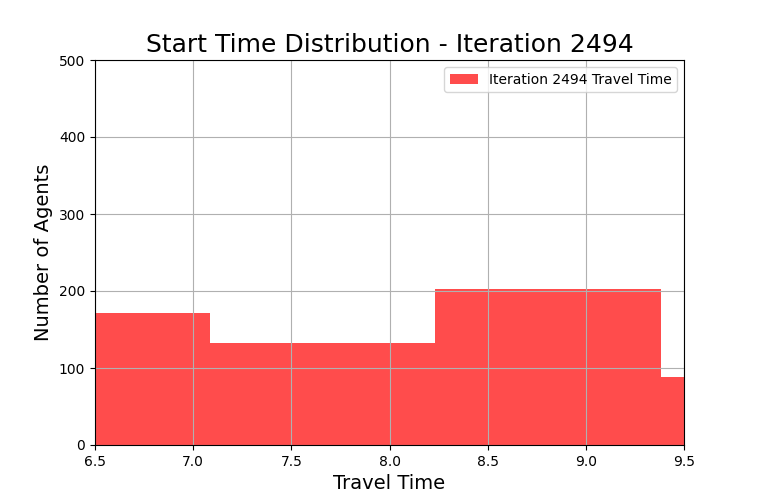 Start Time Distribution - Iteration 2494
Iteration 2494 Travel Time
Number of Agents
500
400
300
200
100
0
6.5 7.0 7.5 8.0 8.5 9.0 9.5
Travel Time